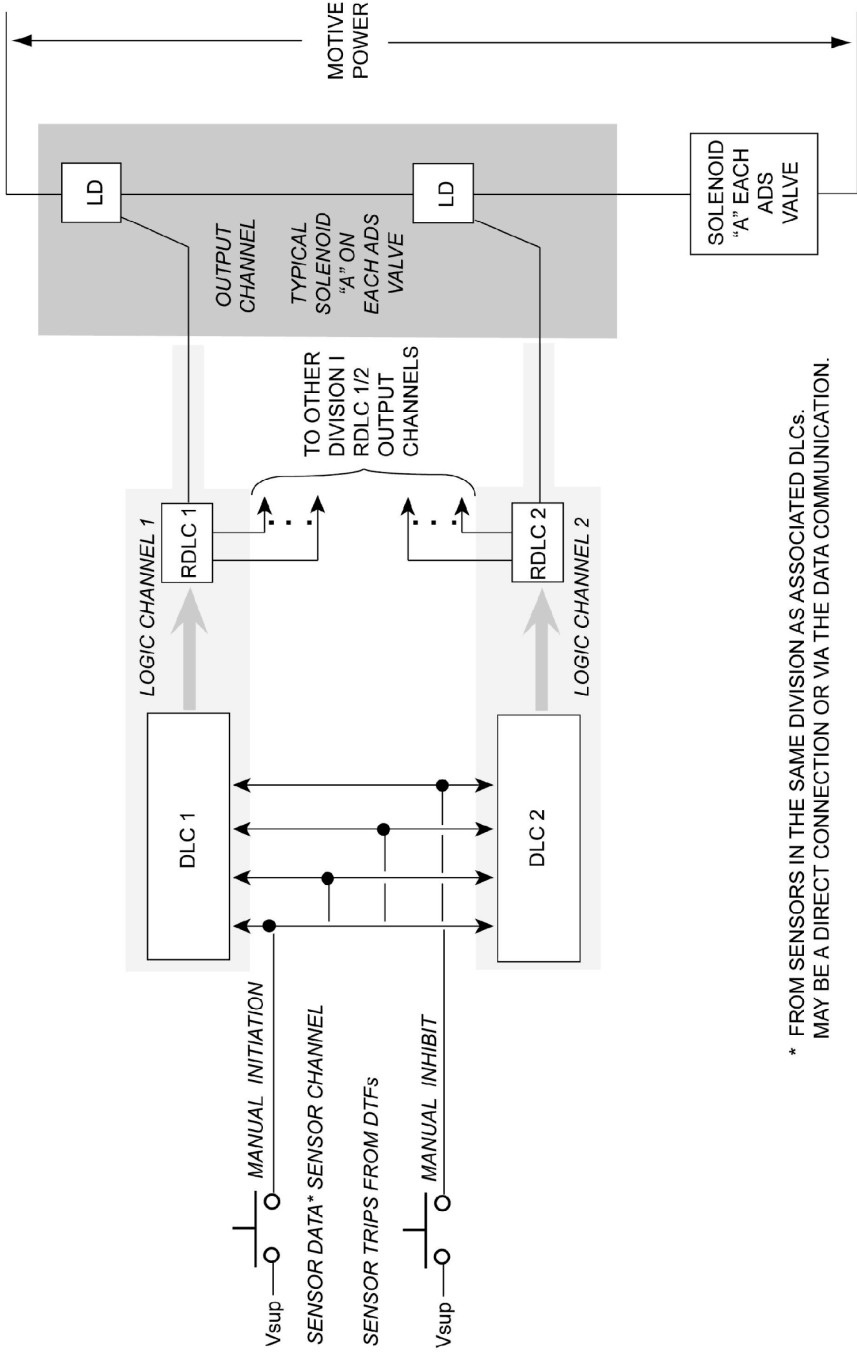 MANUAL INITIATION
Vsup
SENSOR DATA* SENSOR CHANNEL
SENSOR TRIPS FROM DTFs
MANUAL INHIBIT
Vsup
DLC 1
DLC 2
LOGIC CHANNEL 1
RDLC 1
TO OTHER
DIVISION I
RDLC 1/2
OUTPUT
CHANNELS
RDLC 2
LOGIC CHANNEL 2
LD
OUTPUT
CHANNEL
TYPICAL
SOLENOID
"A" ON
EACH ADS
VALVE
LD
MOTIVE
POWER
SOLENOID
"A" EACH
ADS
VALVE
* FROM SENSORS IN THE SAME DIVISION AS ASSOCIATED DLCs.
MAY BE A DIRECT CONNECTION OR VIA THE DATA COMMUNICATION.